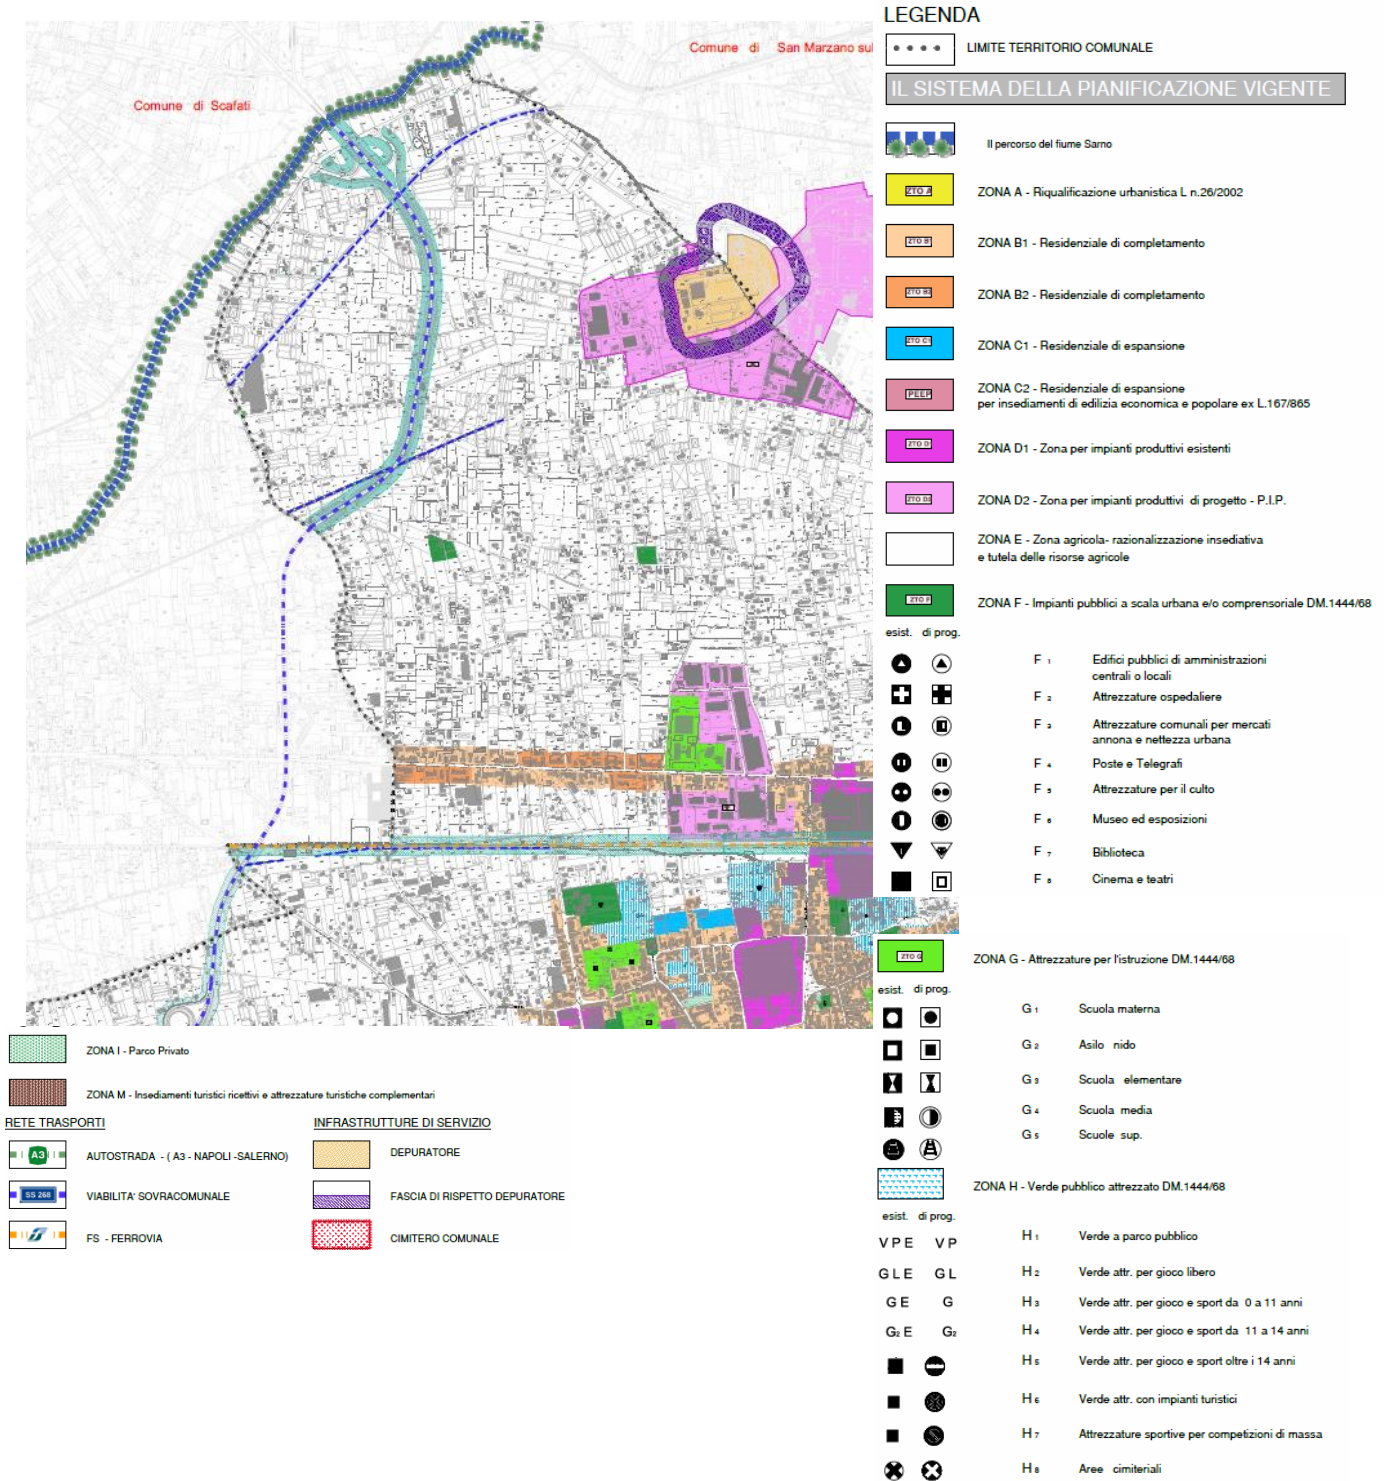 Comune di San Marzano sul
Comune di Scafati
LEGENDA
LIMITE TERRITORIO COMUNALE
IL SISTEMA DELLA PIANIFICAZIONE VIGENTE
Il percorso del fiume Sarno
ZTO A ZONA A - Riqualificazione urbanistica L n.26/2002
ZONA B1 - Residenziale di completamento
ZTO B2 ZONA B2 - Residenziale di completamento
ZTO C1 ZONA C1 - Residenziale di espansione
PEEP ZONA C2 - Residenziale di espansione
per insediamenti di edilizia economica e popolare ex L.167/865
ZTO D1 ZONA D1 - Zona per impianti produttivi esistenti
ZTO D2 ZONA D2 - Zona per impianti produttivi di progetto - P.I.P.
ZONA E - Zona agricola- razionalizzazione insediativa
e tutela delle risorse agricole
ZTO F ZONA F - Impianti pubblici a scala urbana e/o comprensoriale DM.1444/68
esist. di prog.
F 1 Edifici pubblici di amministrazioni
centrali o locali
F 2 Attrezzature ospedaliere
F 3 Attrezzature comunali per mercati
annona e nettezza urbana
F 4 Poste e Telegrafi
F 5 Attrezzature per il culto
F 6 Museo ed esposizioni
F 7 Biblioteca
F 8 Cinema e teatri
ZTO G ZONA G - Attrezzature per l'istruzione DM.1444/68
esist. di prog.
G 1 Scuola materna
G 2 Asilo nido
G 3 Scuola elementare
G 4 Scuola media
G 5 Scuole sup.
ZONA H - Verde pubblico attrezzato DM.1444/68
esist. di prog.
V P E V P H 1 Verde a parco pubblico
G L E G L H 2 Verde attr. per gioco libero
G E G H 3 Verde attr. per gioco e sport da 0 a 11 anni
G2 E G2 H 4 Verde attr. per gioco e sport da 11 a 14 anni
H 5 Verde attr. per gioco e sport oltre i 14 anni
H 6 Verde attr. con impianti turistici
H 7 Attrezzature sportive per competizioni di massa
H 8 Aree cimiteriali
ZONA I - Parco Privato
ZONA M - Insediamenti turistici ricettivi e attrezzature turistiche complementari
RETE TRASPORTI
A3 AUTOSTRADA - ( A3 - NAPOLI -SALERNO)
SS 268 VIABILITA' SOVRACOMUNALE
FS - FERROVIA
INFRASTRUTTURE DI SERVIZIO
DEPURATORE
FASCIA DI RISPETTO DEPURATORE
CIMITERO COMUNALE